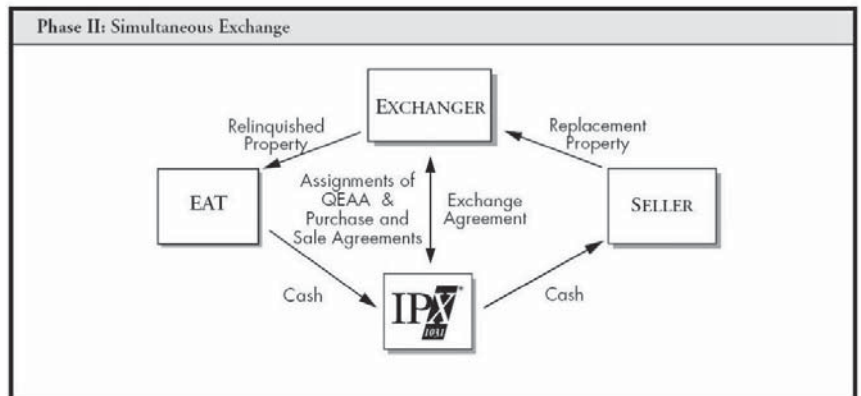 Phase II: Simultaneous Exchange
EXCHANGER
Relinquished
Property
Replacement
Property
EAT
Assignments of
QEAA &
Purchase and
Sale Agreements
Exchange
Agreement
SELLER
Cash
IPX
1031
Cash